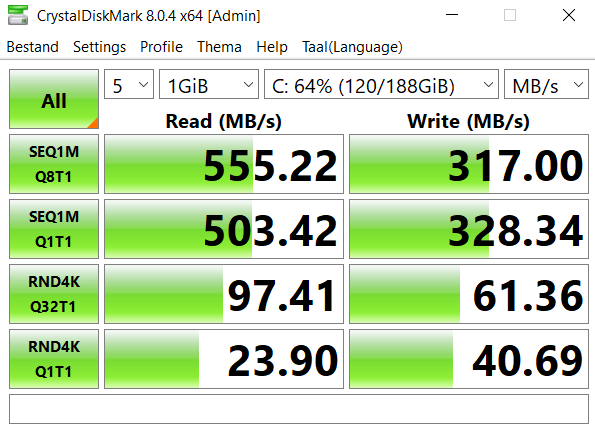 CrystalDiskMark 8.0.4 x64 [Admin]
Bestand Settings Profile Thema Help Taal(Language)
All 5 1GiB C: 64% (120/188GiB) MB/s
Read (MB/s) Write (MB/s)
SEQ1M
Q8T1 555.22 317.00
SEQ1M
Q1T1 503.42 328.34
RND4K
Q32T1 97.41 61.36
RND4K
Q1T1 23.90 40.69